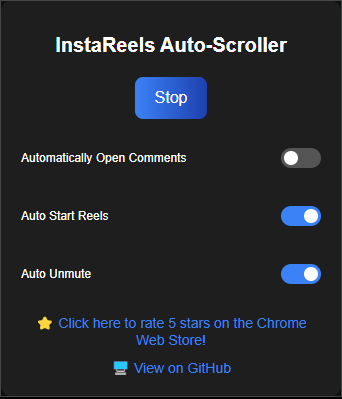 InstaReels Auto-Scroller
Stop
Automatically Open Comments
Auto Start Reels
Auto Unmute
⭐ Click here to rate 5 stars on the Chrome
Web Store!
💻 View on GitHub